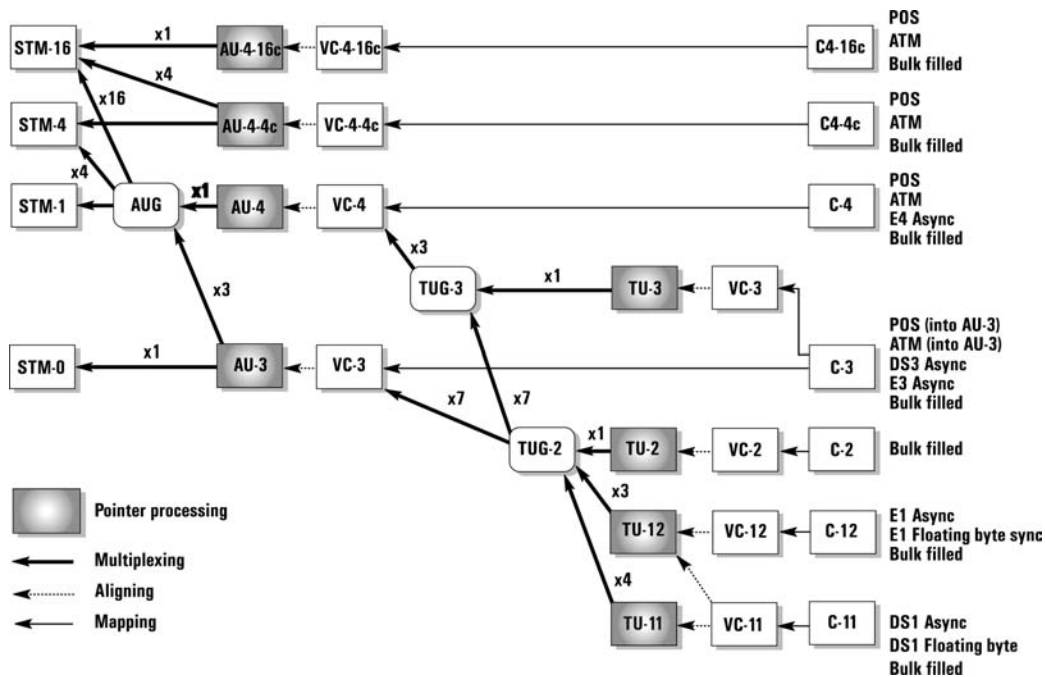 POS
x1
STM-16
AU-4-16c
VC-4-16c
C4-16c
ATM
Bulk filled
x4
x16
POS
STM-4
AU-4-4c
VC-4-4c
C4-4c
ATM
Bulk filled
x4
POS
x1
STM-1
AUG
AU-4
VC-4
C-4
ATM
E4 Async
Bulk filled
x3
x1
TUG-3
TU-3
VC-3
x3
POS (into AU-3)
ATM (into AU-3)
x1
STM-0
AU-3
VC-3
C-3
DS3 Async
E3 Async
Bulk filled
x7
x7
x1
TUG-2
TU-2
VC-2
C-2
Bulk filled
x3
Pointer processing
E1 Async
TU-12
VC-12
C-12
E1 Floating byte sync
Bulk filled
Multiplexing
x4
Aligning
Mapping
TU-11
VC-11
C-11
DS1 Async
DS1 Floating byte
Bulk filled